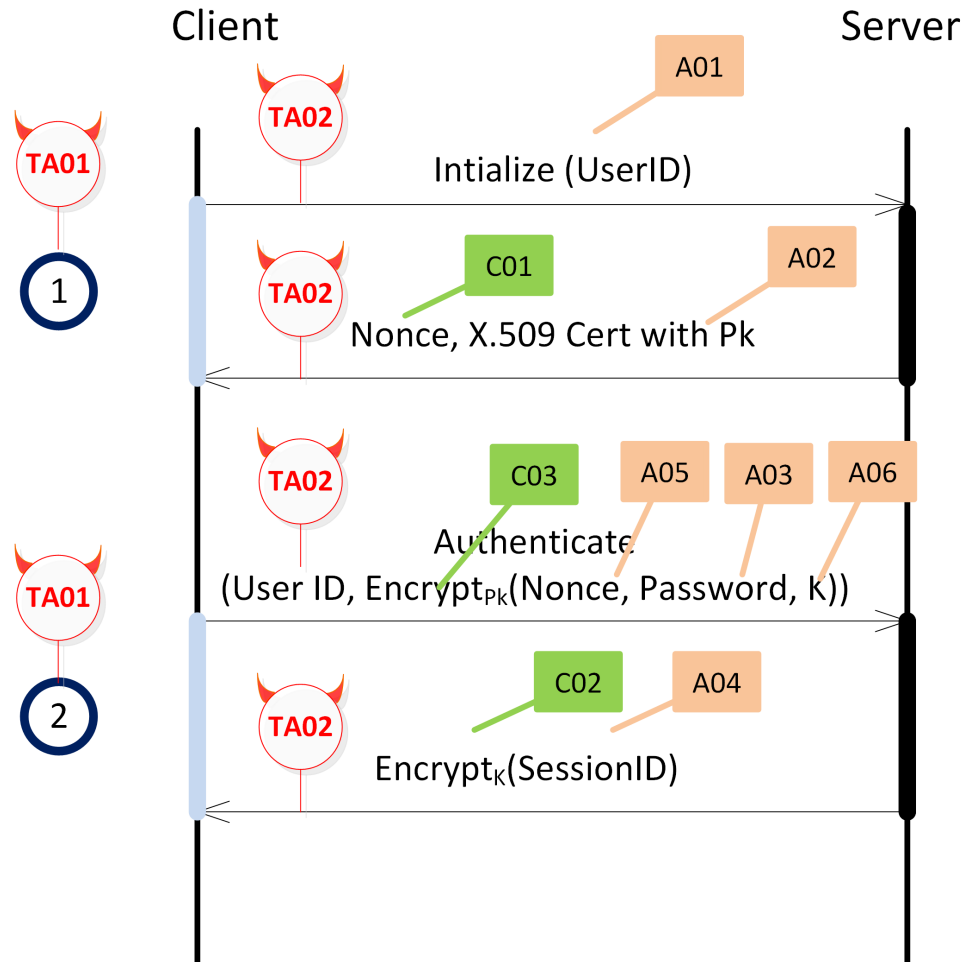 Client
Server
A01
TA02
TA01
Intialize (UserID)
C01
A02
TA02
1
Nonce, X.509 Cert with Pk
TA02
C03
A05
A03
A06
Authenticate
(User ID, EncryptPk(Nonce, Password, K))
TA01
C02
A04
2
TA02
EncryptK(SessionID)